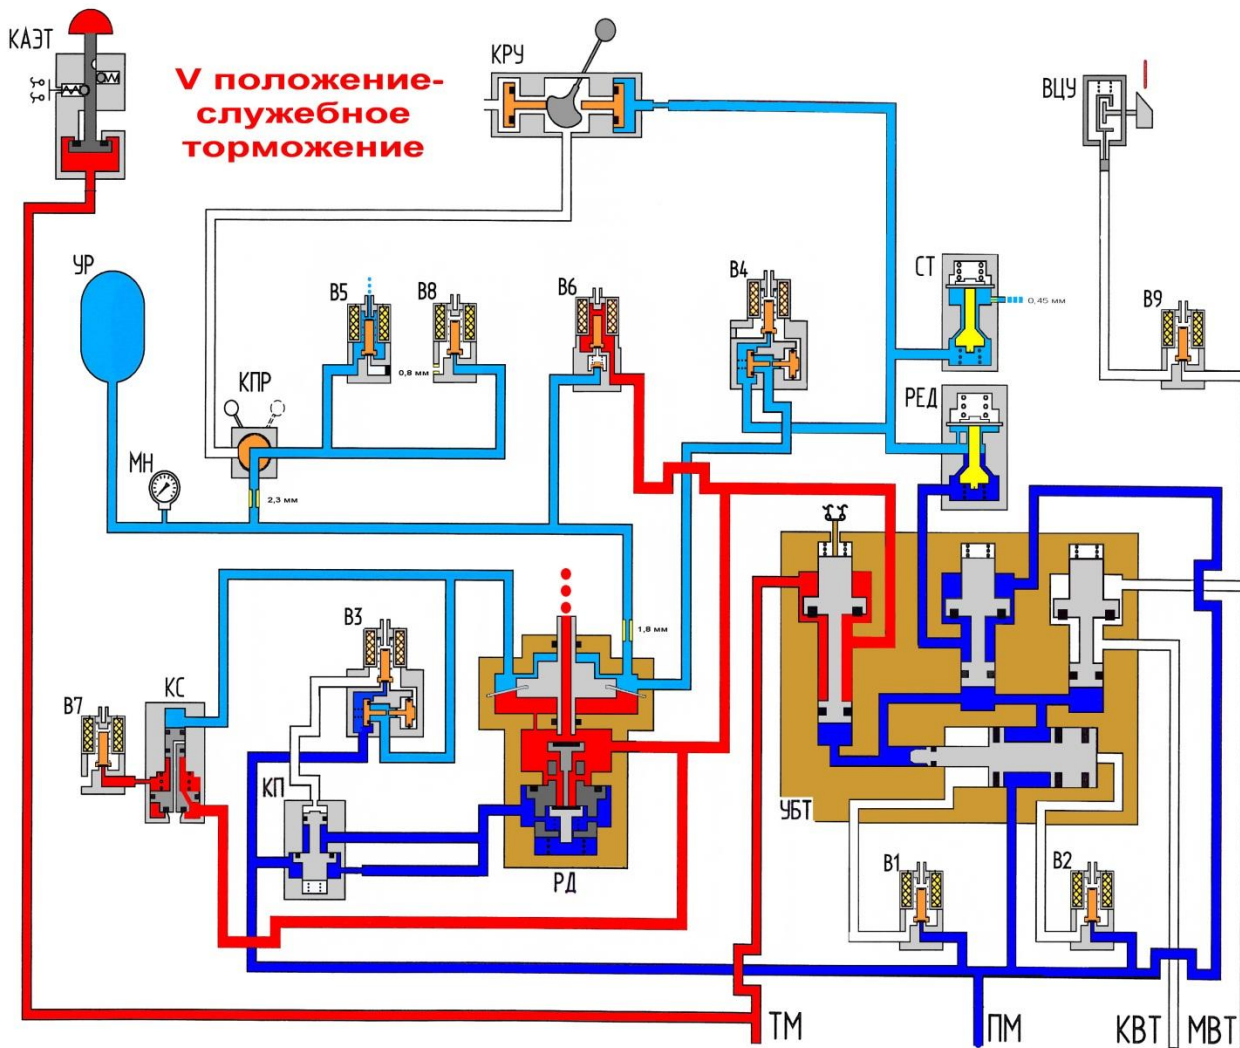 КАЭТ
V положение-
служебное
торможение
КРУ
ВЦУ
УР
В5
В8
В6
В4
СТ
0,45 мм
В9
КПР
0,8 мм
РЕД
МН
2,3 мм
В3
1,8 мм
КС
В7
КП
УБТ
РД
В1
В2
ТМ
ПМ
КВТ
МВТ